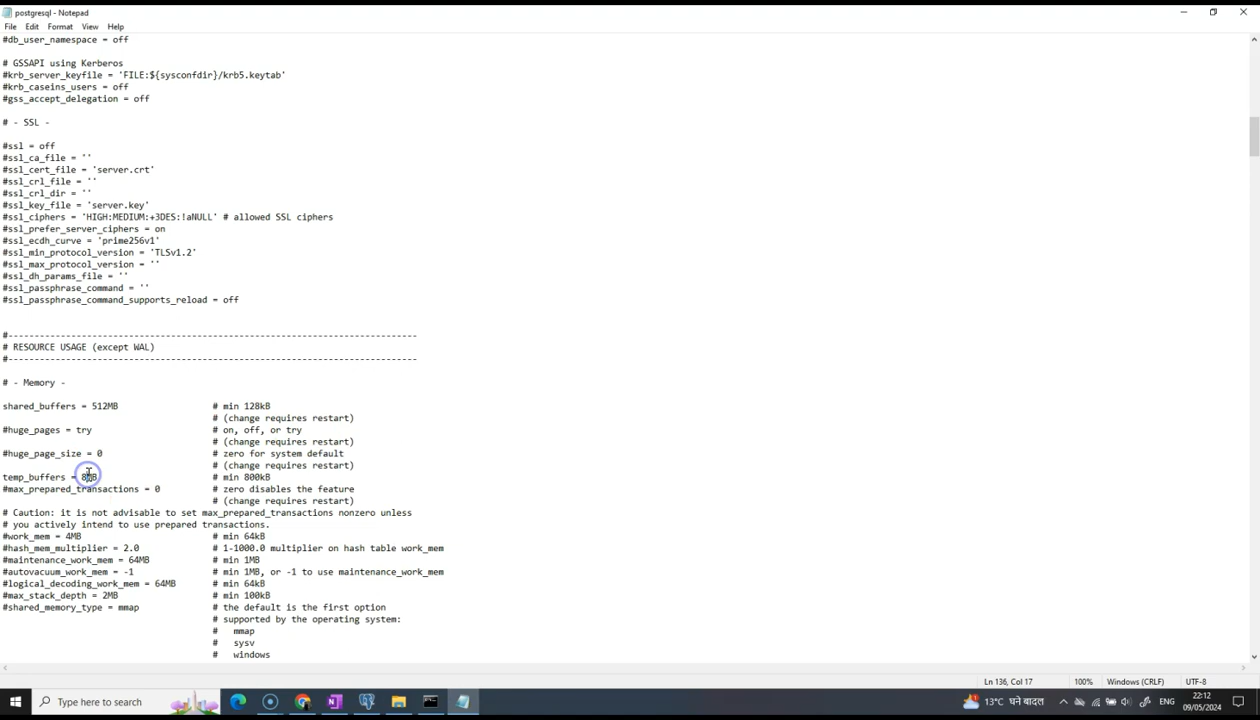 postgresql - Notepad
File Edit Format View Help
#db_user_namespace = off
# GSSAPI using Kerberos
#krb_server_keyfile = 'FILE:${sysconfdir}/krb5.keytab'
#krb_caseins_users = off
#gss_accept_delegation = off
# - SSL -
#ssl = off
#ssl_ca_file = ''
#ssl_cert_file = 'server.crt'
#ssl_crl_file = ''
#ssl_crl_dir = ''
#ssl_key_file = 'server.key'
#ssl_ciphers = 'HIGH:MEDIUM:+3DES:!aNULL' # allowed SSL ciphers
#ssl_prefer_server_ciphers = on
#ssl_ecdh_curve = 'prime256v1'
#ssl_min_protocol_version = 'TLSv1.2'
#ssl_max_protocol_version = ''
#ssl_dh_params_file = ''
#ssl_passphrase_command = ''
#ssl_passphrase_command_supports_reload = off
#------------------------------------------------------------------------------
# RESOURCE USAGE (except WAL)
#------------------------------------------------------------------------------
# - Memory -
shared_buffers = 512MB # min 128kB
# (change requires restart)
#huge_pages = try # on, off, or try
# (change requires restart)
#huge_page_size = 0 # zero for system default
# (change requires restart)
temp_buffers = 8MB # min 800kB
#max_prepared_transactions = 0 # zero disables the feature
# (change requires restart)
# Caution: it is not advisable to set max_prepared_transactions nonzero unless
# you actively intend to use prepared transactions.
#work_mem = 4MB # min 64kB
#hash_mem_multiplier = 2.0 # 1-1000.0 multiplier on hash table work_mem
#maintenance_work_mem = 64MB # min 1MB
#autovacuum_work_mem = -1 # min 1MB, or -1 to use maintenance_work_mem
#logical_decoding_work_mem = 64MB # min 64kB
#max_stack_depth = 2MB # min 100kB
#shared_memory_type = mmap # the default is the first option
# supported by the operating system:
# mmap
# sysv
# windows
Ln 136, Col 17 100% Windows (CRLF) UTF-8
Type here to search 13°C घने बादल ENG 22:12
09/05/2024